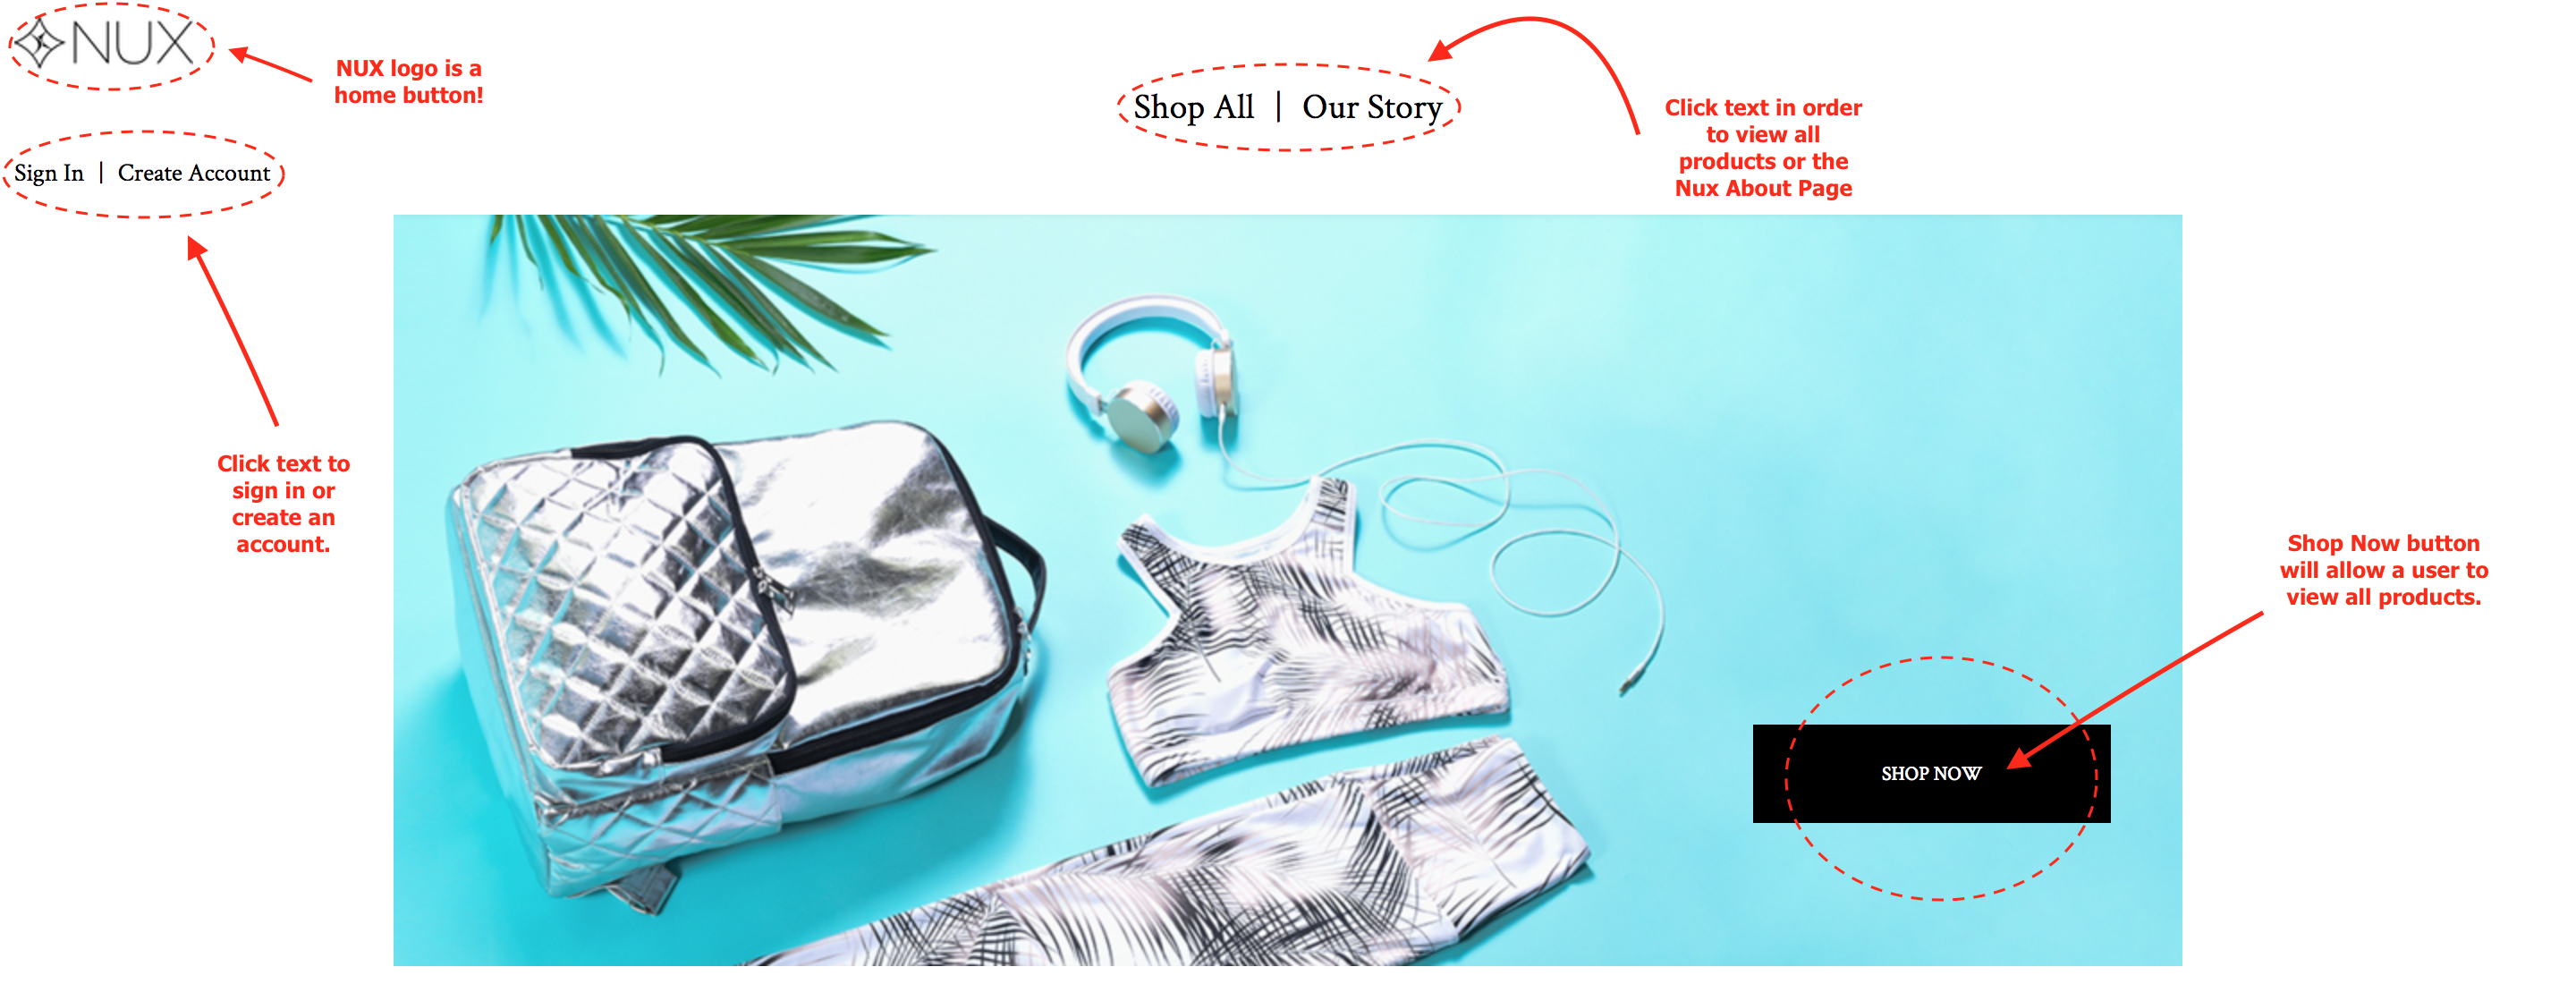 NUX
NUX logo is a
home button!
Shop All | Our Story
Click text in order
to view all
products or the
Nux About Page
Sign In | Create Account
Click text to
sign in or
create an
account.
Shop Now button
will allow a user to
view all products.
SHOP NOW